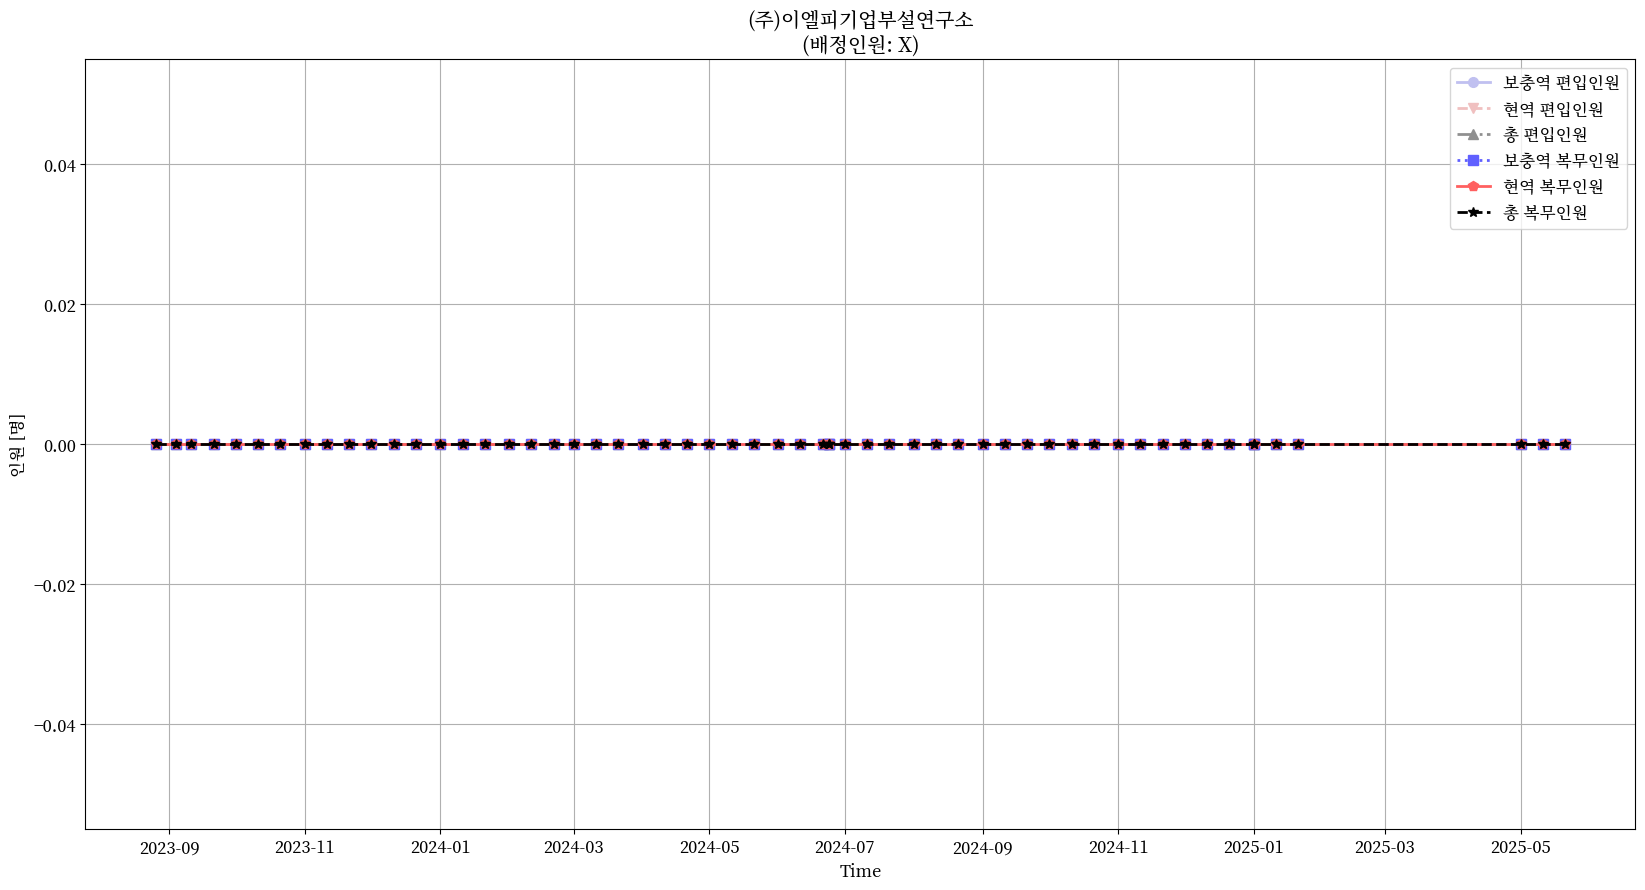 (주)이엘피기업부설연구소
(배정인원: X)
보충역 편입인원
현역 편입인원
총 편입인원
보충역 복무인원
현역 복무인원
총 복무인원
인원 [명]
0.04
0.02
0.00
−0.02
−0.04
2023-09 2023-11 2024-01 2024-03 2024-05 2024-07 2024-09 2024-11 2025-01 2025-03 2025-05
Time